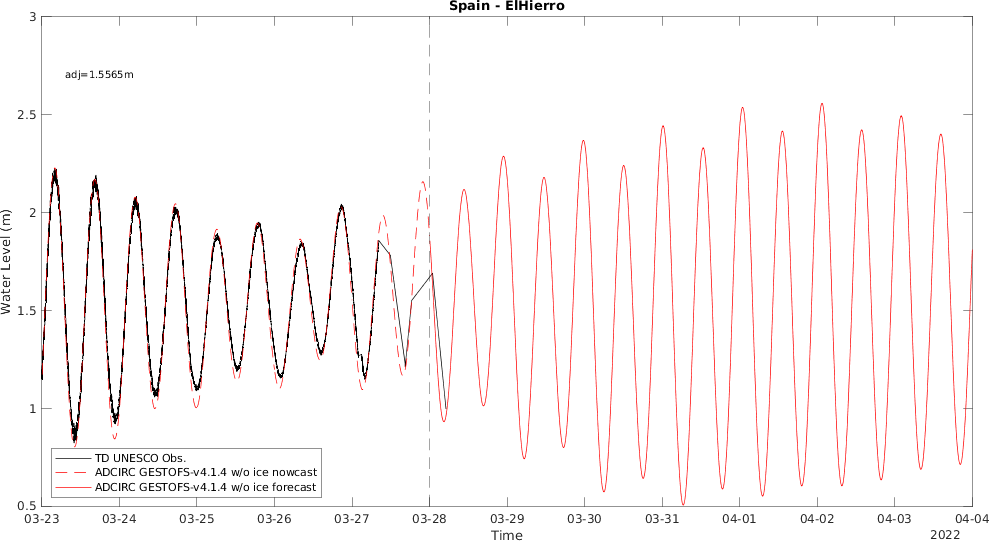 Spain - ElHierro
adj=1.5565m
Water Level (m)
3
2.5
2
1.5
1
0.5
TD UNESCO Obs.
ADCIRC GESTOFS-v4.1.4 w/o ice nowcast
ADCIRC GESTOFS-v4.1.4 w/o ice forecast
03-23 03-24 03-25 03-26 03-27 03-28 03-29 03-30 03-31 04-01 04-02 04-03 04-04
Time
2022